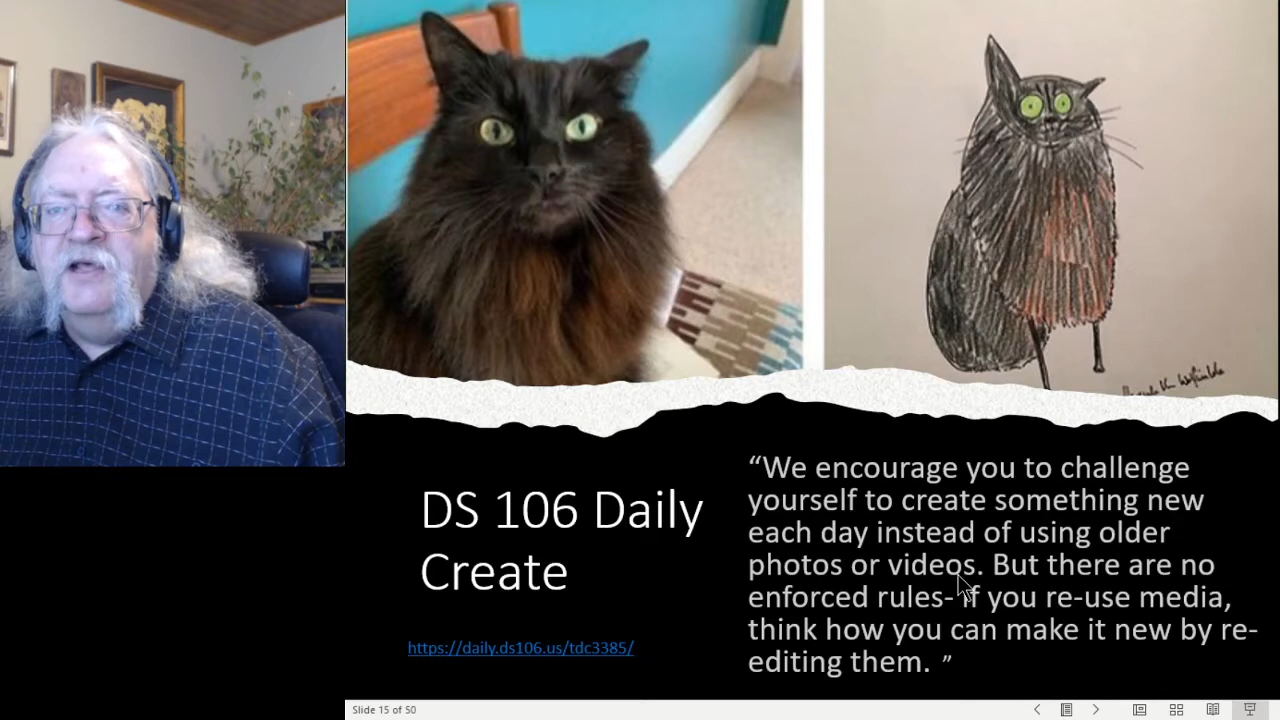 DS 106 Daily
Create
https://daily.ds106.us/tdc3385/
“We encourage you to challenge
yourself to create something new
each day instead of using older
photos or videos. But there are no
enforced rules- if you re-use media,
think how you can make it new by re-
editing them. ”
Slide 15 of 50